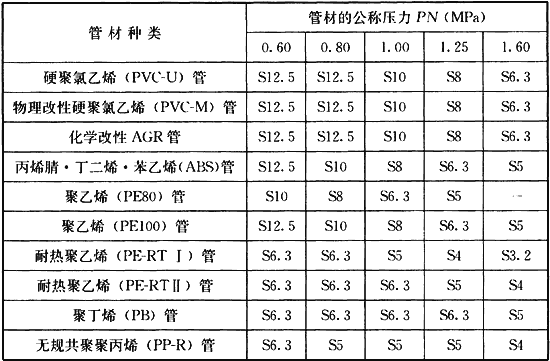 管材种类 管材的公称压力 PN (MPa)
0.60 0.80 1.00 1.25 1.60
硬聚氯乙烯 (PVC-U) 管 S12.5 S12.5 S10 S8 S6.3
物理改性硬聚氯乙烯 (PVC-M) 管 S12.5 S12.5 S10 S8 S6.3
化学改性 AGR 管 S12.5 S12.5 S10 S8 S6.3
丙烯腈·丁二烯·苯乙烯(ABS)管 S12.5 S10 S8 S6.3 S5
聚乙烯 (PE80) 管 S10 S8 S6.3 S5 —
聚乙烯 (PE100) 管 S12.5 S10 S8 S6.3 S5
耐热聚乙烯 (PE-RT Ⅰ) 管 S6.3 S6.3 S5 S4 S3.2
耐热聚乙烯 (PE-RTⅡ) 管 S6.3 S6.3 S6.3 S5 S4
聚丁烯 (PB) 管 S6.3 S6.3 S6.3 S6.3 S5
无规共聚聚丙烯 (PP-R) 管 S6.3 S5 S5 S5 S4